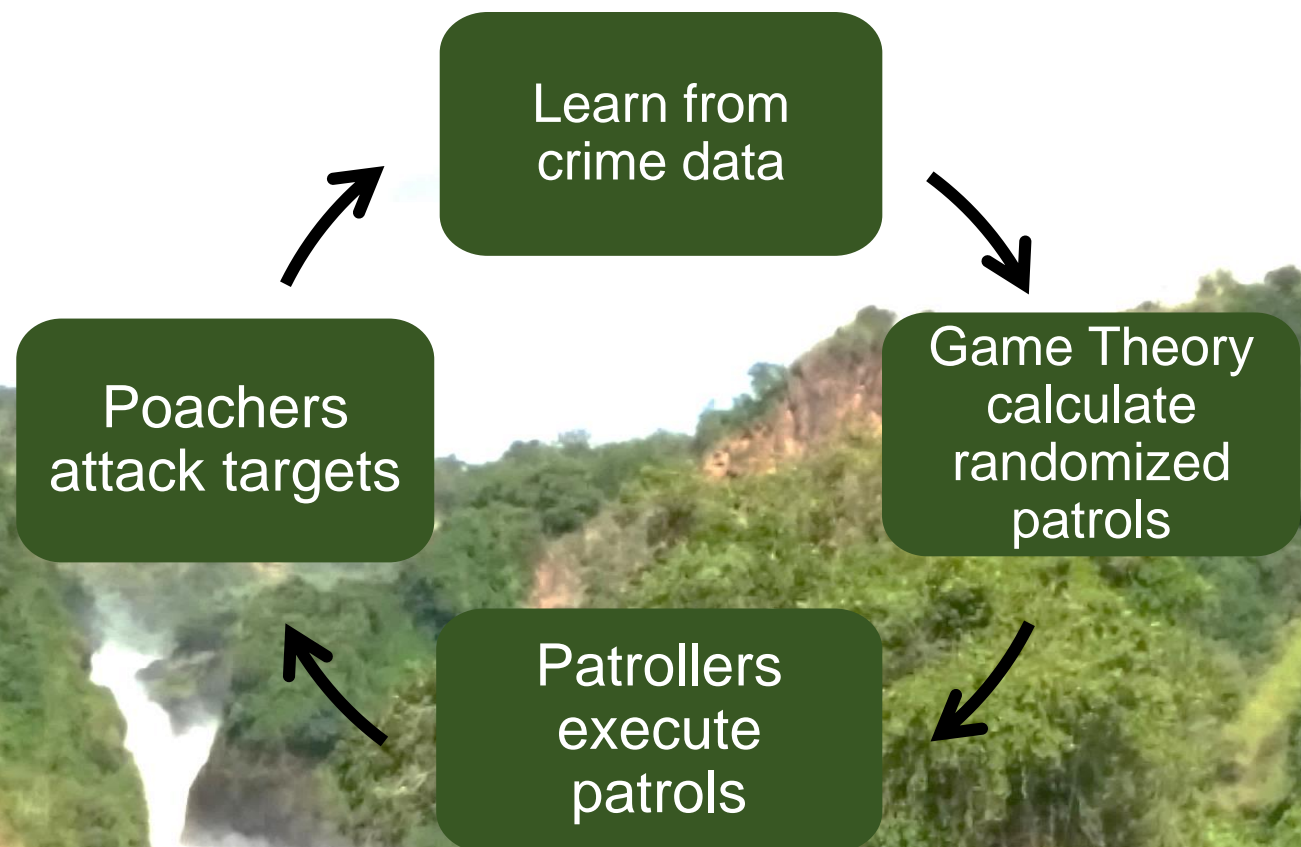 Learn from
crime data
Game Theory
calculate
randomized
patrols
Patrollers
execute
patrols
Poachers
attack targets